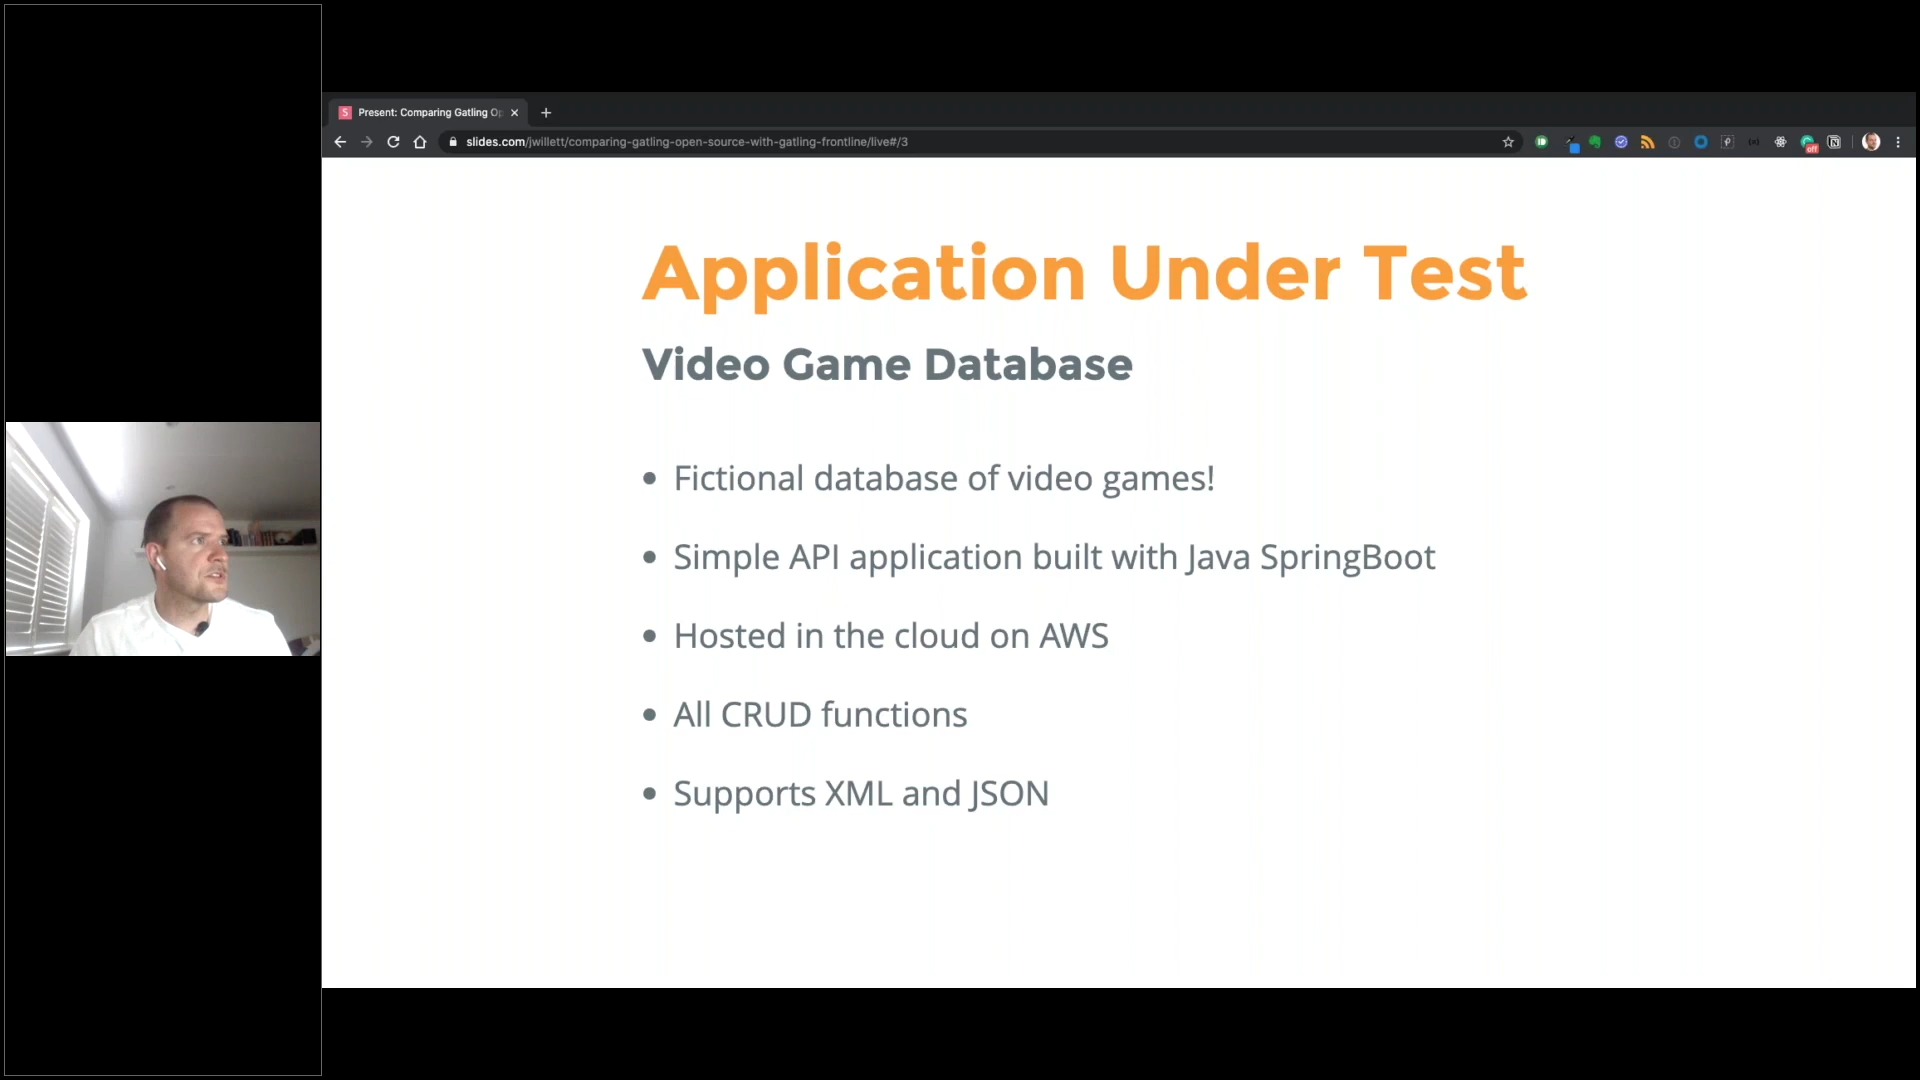 S Present: Comparing Gatling Op
slides.com/jwillett/comparing-gatling-open-source-with-gatling-frontline/live#/3
off
Application Under Test
Video Game Database
• Fictional database of video games!
• Simple API application built with Java SpringBoot
• Hosted in the cloud on AWS
• All CRUD functions
• Supports XML and JSON